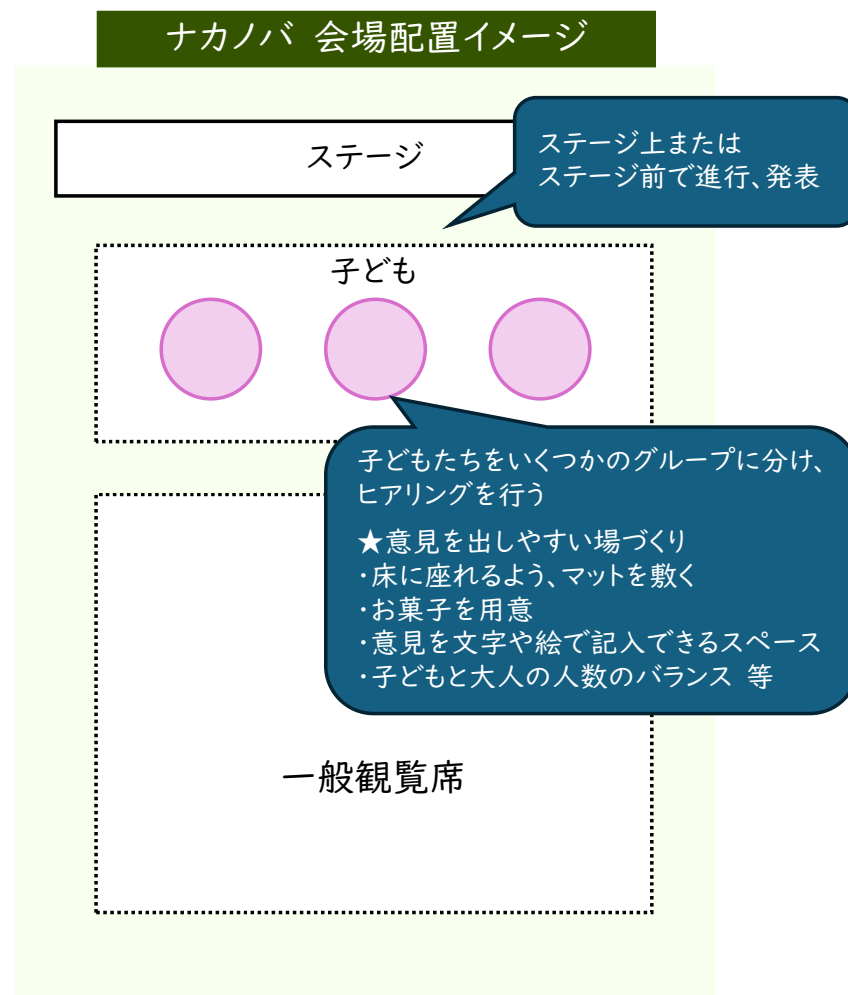 ナカノバ 会場配置イメージ
ステージ
ステージ上または
ステージ前で進行、発表
子ども
子どもたちをいくつかのグループに分け、
ヒアリングを行う
★意見を出しやすい場づくり
・床に座れるよう、マットを敷く
・お菓子を用意
・意見を文字や絵で記入できるスペース
・子どもと大人の人数のバランス 等
一般観覧席